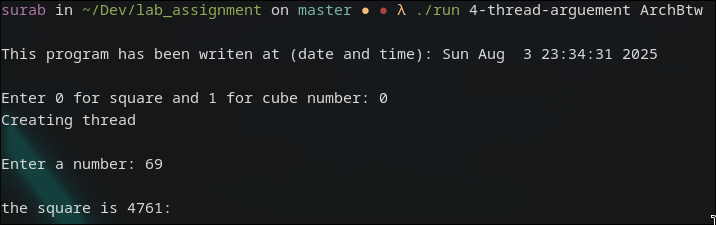 surab in ~/Dev/lab_assignment on master ● ● λ ./run 4-thread-arguement ArchBtw
This program has been writen at (date and time): Sun Aug  3 23:34:31 2025
Enter 0 for square and 1 for cube number: 0
Creating thread
Enter a number: 69
the square is 4761: